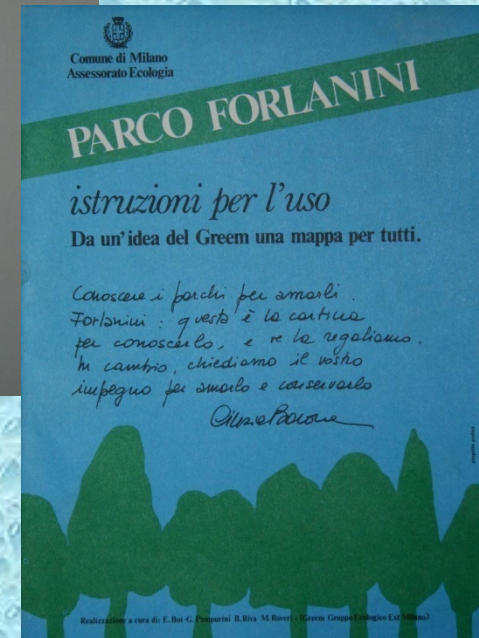 Comune di Milano
Assessorato Ecologia
PARCO FORLANINI
istruzioni per l'uso
Da un'idea del Greem una mappa per tutti.
Conoscere i parchi per amarli.
Forlanini: questa è la cartina
per conoscerlo, e ve la regaliamo.
In cambio, chiediamo il vostro
impegno per amarlo e conservarlo
Realizzazione a cura di: E. Boi - G. Pampurini B. Riva M. Roveri - (Greem Gruppo Ecologico Est Milano)